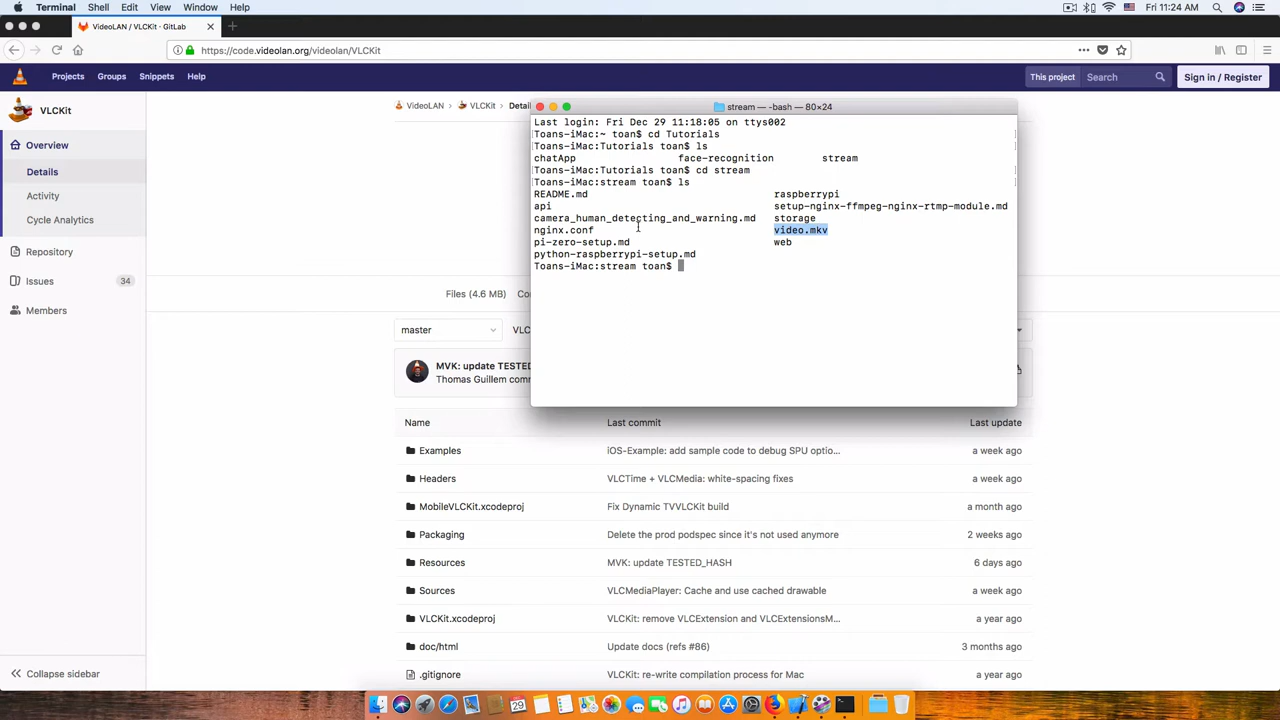 Terminal Shell Edit View Window Help Fri 11:24 AM
VideoLAN / VLCKit · GitLab
https://code.videolan.org/videolan/VLCKit
Projects Groups Snippets Help This project Search Sign in / Register
VLCKit
Overview
Details
Activity
Cycle Analytics
Repository
Issues 34
Members
Collapse sidebar
VideoLAN VLCKit Details
stream — -bash — 80×24
Last login: Fri Dec 29 11:18:05 on ttys002
[Toans-iMac:~ toan$ cd Tutorials ]
[Toans-iMac:Tutorials toan$ ls ]
chatApp face-recognition stream
[Toans-iMac:Tutorials toan$ cd stream ]
[Toans-iMac:stream toan$ ls ]
README.md raspberrypi
api setup-nginx-ffmpeg-nginx-rtmp-module.md
camera_human_detecting_and_warning.md storage
nginx.conf video.mkv
pi-zero-setup.md web
python-raspberrypi-setup.md
Toans-iMac:stream toan$
Files (4.6 MB) Co
master VLC
MVK: update TESTED
Thomas Guillem comm
Name Last commit Last update
Examples iOS-Example: add sample code to debug SPU optio... a week ago
Headers VLCTime + VLCMedia: white-spacing fixes a week ago
MobileVLCKit.xcodeproj Fix Dynamic TVVLCKit build a month ago
Packaging Delete the prod podspec since it's not used anymore 2 weeks ago
Resources MVK: update TESTED_HASH 6 days ago
Sources VLCMediaPlayer: Cache and use cached drawable a week ago
VLCKit.xcodeproj VLCKit: remove VLCExtension and VLCExtensionsM... a year ago
doc/html Update docs (refs #86) 3 months ago
.gitignore VLCKit: re-write compilation process for Mac a year ago
29